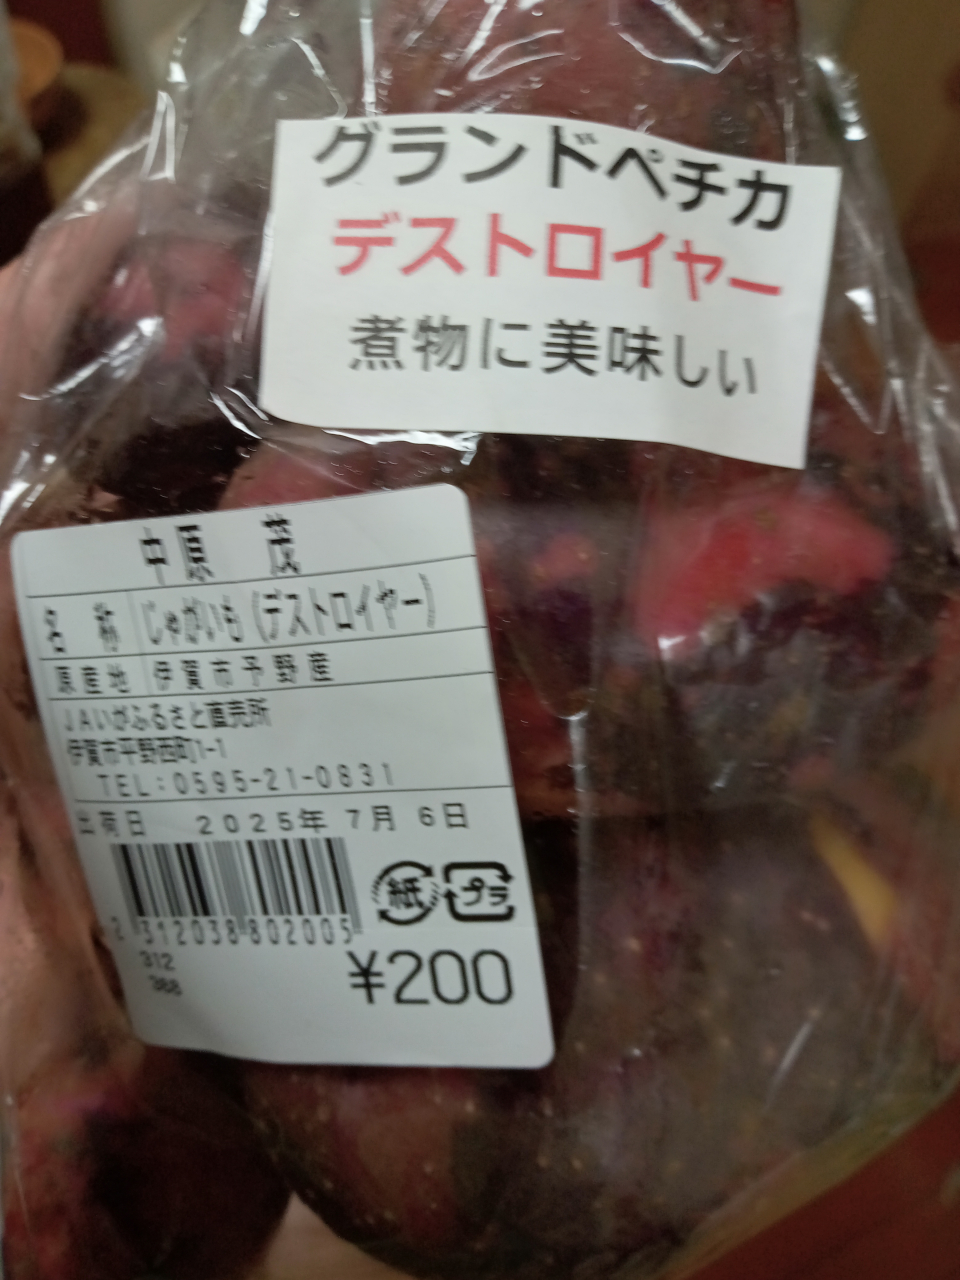 グランドペチカ
デストロイヤー
煮物に美味しい
中原 茂
名 称 じゃがいも(デストロイヤー)
原産地 伊賀市予野産
JAいがふるさと直売所
伊賀市平野西町1-1
TEL:0595-21-0831
出荷日 2025年 7月 6日
紙 プラ
2 312038 802005
312
388
¥200